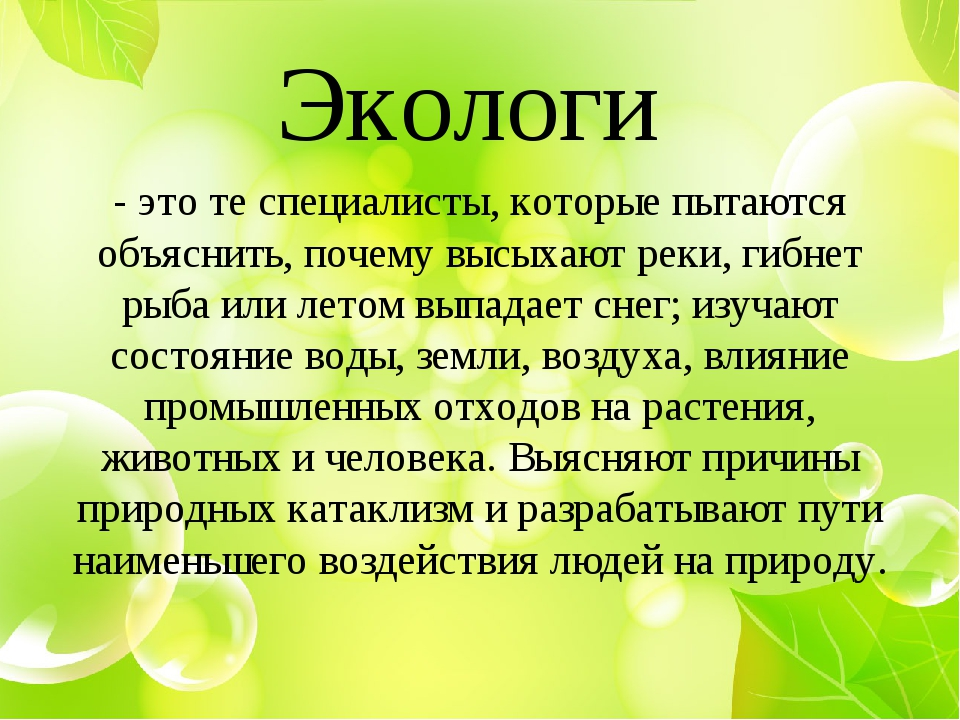 Экологи
- это те специалисты, которые пытаются
объяснить, почему высыхают реки, гибнет
рыба или летом выпадает снег; изучают
состояние воды, земли, воздуха, влияние
промышленных отходов на растения,
животных и человека. Выясняют причины
природных катаклизм и разрабатывают пути
наименьшего воздействия людей на природу.